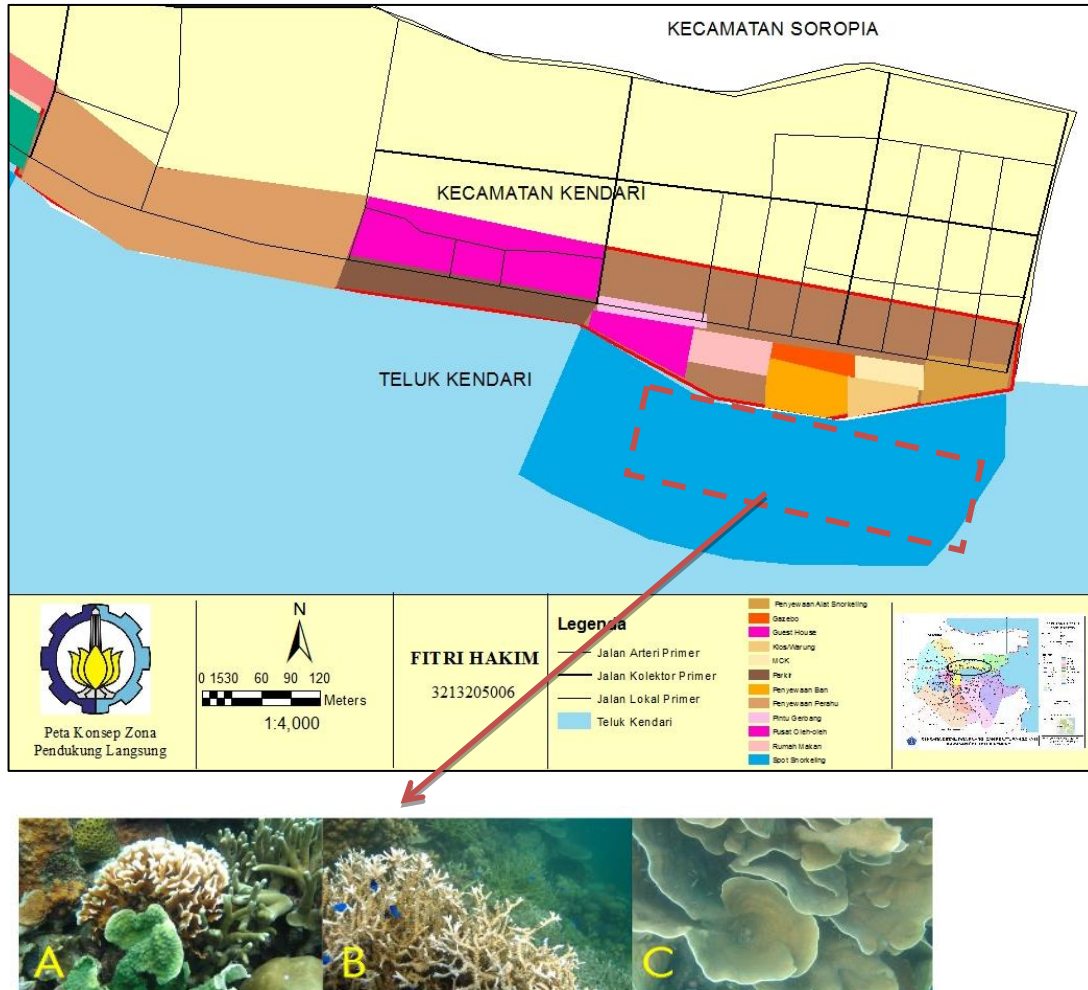 KECAMATAN SOROPIA
KECAMATAN KENDARI
TELUK KENDARI
Peta Konsep Zona
Pendukung Langsung
N
0 1530 60 90 120
Meters
1:4,000
FITRI HAKIM
3213205006
Legenda
Jalan Arteri Primer
Jalan Kolektor Primer
Jalan Lokal Primer
Teluk Kendari
Penyewaan Alat Snorkeling
Gazebo
Guest House
Kios/Warung
MCK
Parkir
Penyewaan Ban
Penyewaan Perahu
Pintu Gerbang
Pusat Oleh-oleh
Rumah Makan
Spot Snorkeling
A
B
C